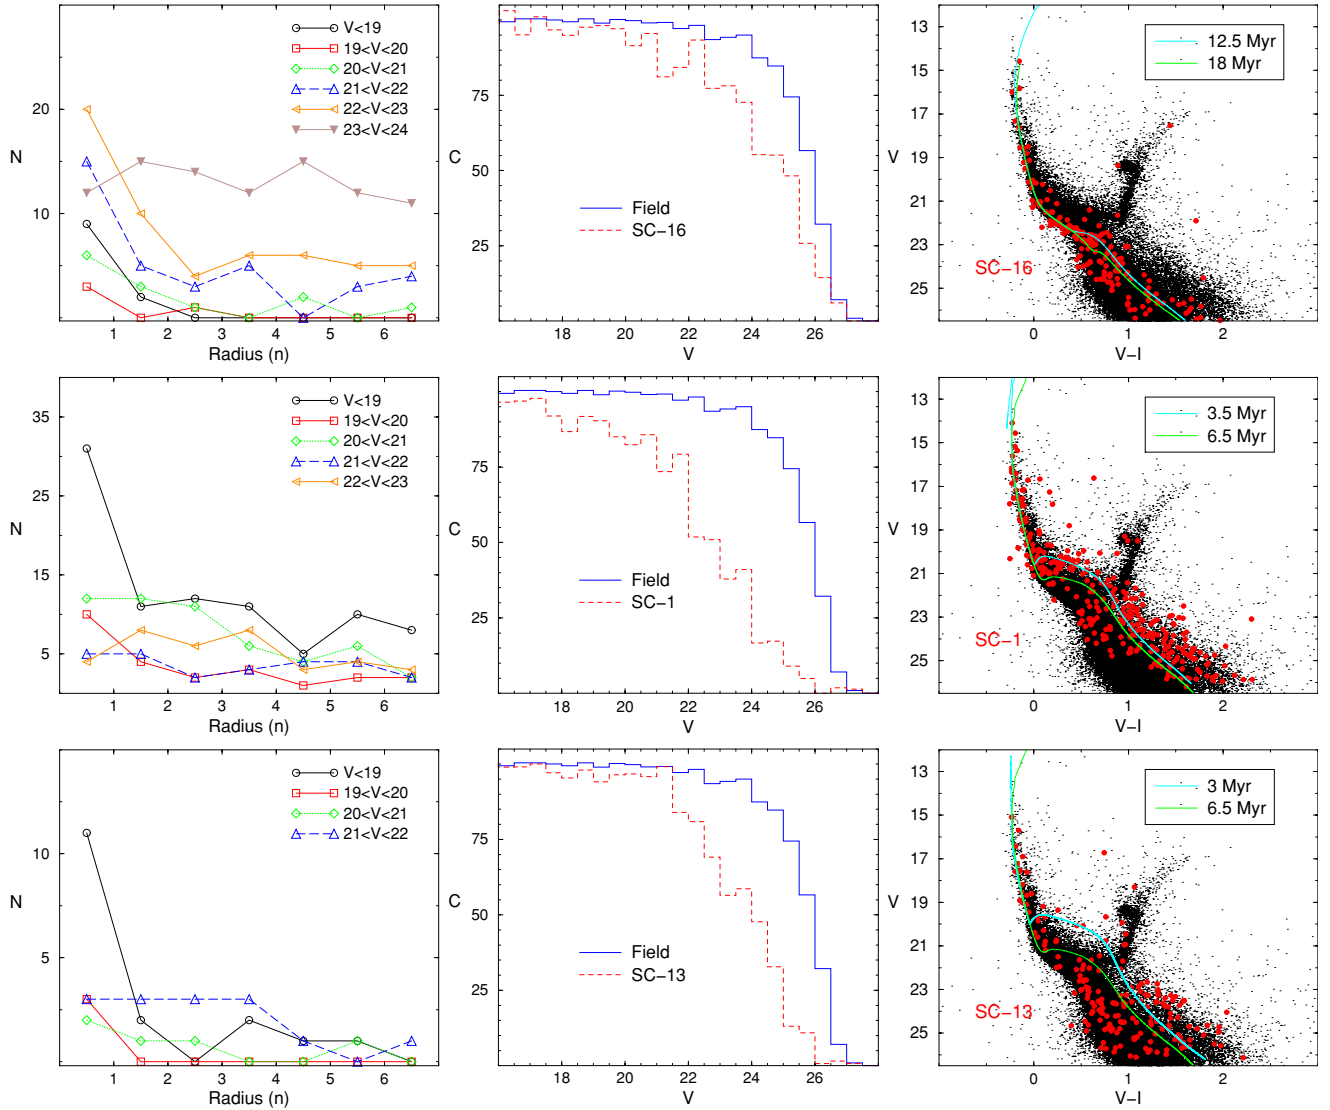 V<19
19<V<20
20<V<21
21<V<22
22<V<23
23<V<24
20
10
N
1 2 3 4 5 6
Radius (n)
75
50
25
C
Field
SC-16
18 20 22 24 26
V
13
15
17
19
21
23
25
V
12.5 Myr
18 Myr
SC-16
0 1 2
V-I
V<19
19<V<20
20<V<21
21<V<22
22<V<23
35
25
15
5
N
1 2 3 4 5 6
Radius (n)
75
50
25
C
Field
SC-1
18 20 22 24 26
V
13
15
17
19
21
23
25
V
3.5 Myr
6.5 Myr
SC-1
0 1 2
V-I
V<19
19<V<20
20<V<21
21<V<22
10
5
N
1 2 3 4 5 6
Radius (n)
75
50
25
C
Field
SC-13
18 20 22 24 26
V
13
15
17
19
21
23
25
V
3 Myr
6.5 Myr
SC-13
0 1 2
V-I